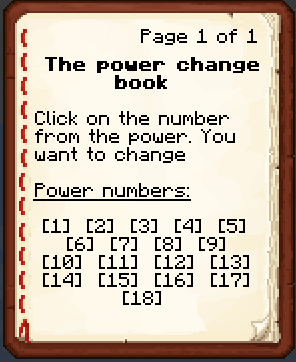 Page 1 of 1
The power change
book
Click on the number
from the power. You
want to change
Power numbers:
[1] [2] [3] [4] [5]
[6] [7] [8] [9]
[10] [11] [12] [13]
[14] [15] [16] [17]
[18]